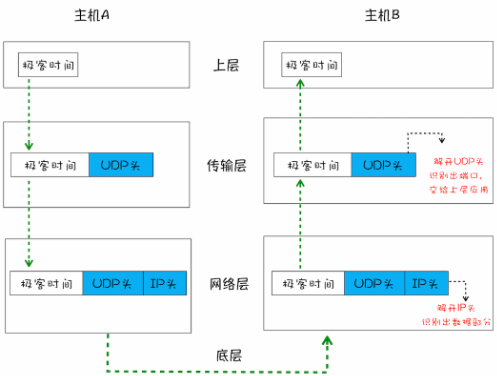 主机A
主机B
极客时间
上层
极客时间
极客时间
UDP头
传输层
极客时间
UDP头
解开UDP头
识别出端口,
交给上层应用
极客时间
UDP头
IP头
网络层
极客时间
UDP头
IP头
解开IP头
识别出数据部分
底层